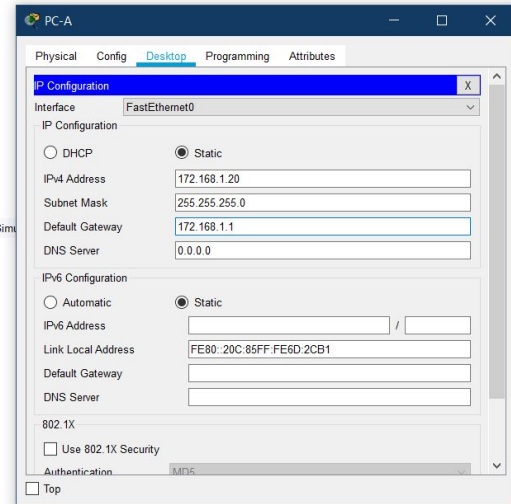 PC-A
Physical Config Desktop Programming Attributes
IP Configuration X
Interface FastEthernet0
IP Configuration
DHCP Static
IPv4 Address 172.168.1.20
Subnet Mask 255.255.255.0
Default Gateway 172.168.1.1
DNS Server 0.0.0.0
IPv6 Configuration
Automatic Static
IPv6 Address /
Link Local Address FE80::20C:85FF:FE6D:2CB1
Default Gateway
DNS Server
802.1X
Use 802.1X Security
Authentication MD5
Top